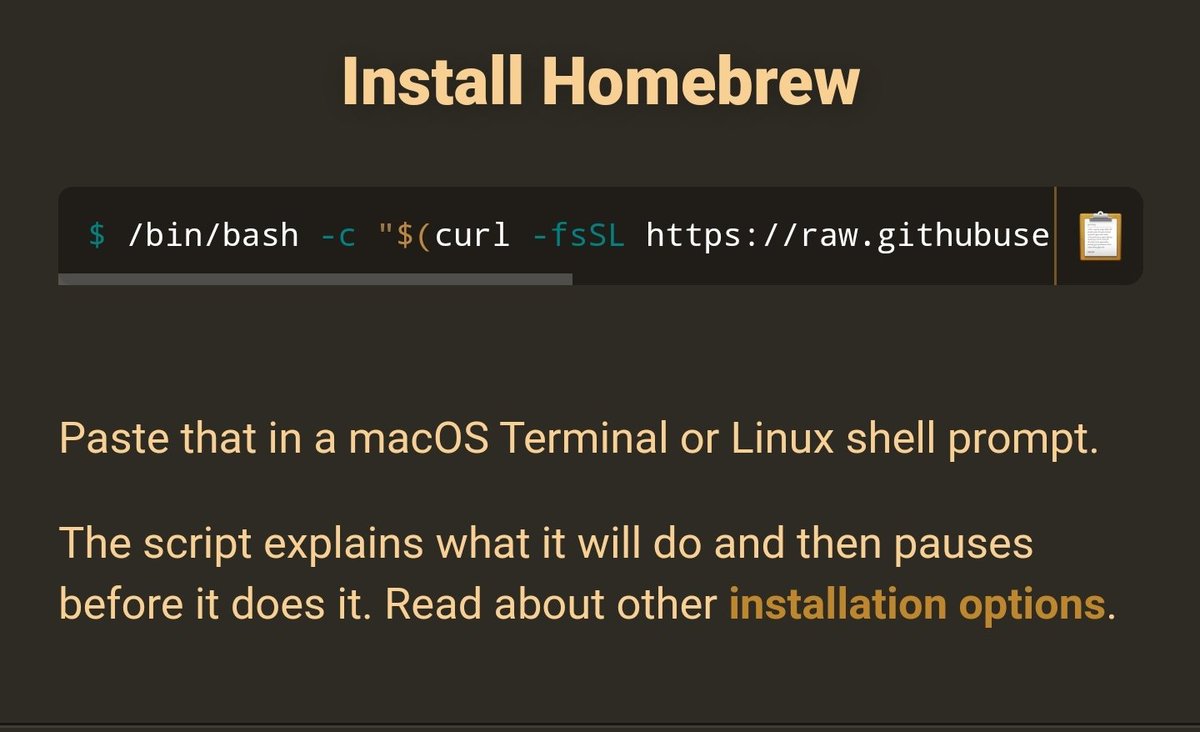 Install Homebrew
$ /bin/bash -c "$(curl -fsSL https://raw.githubuse
Paste that in a macOS Terminal or Linux shell prompt.
The script explains what it will do and then pauses
before it does it. Read about other installation options.